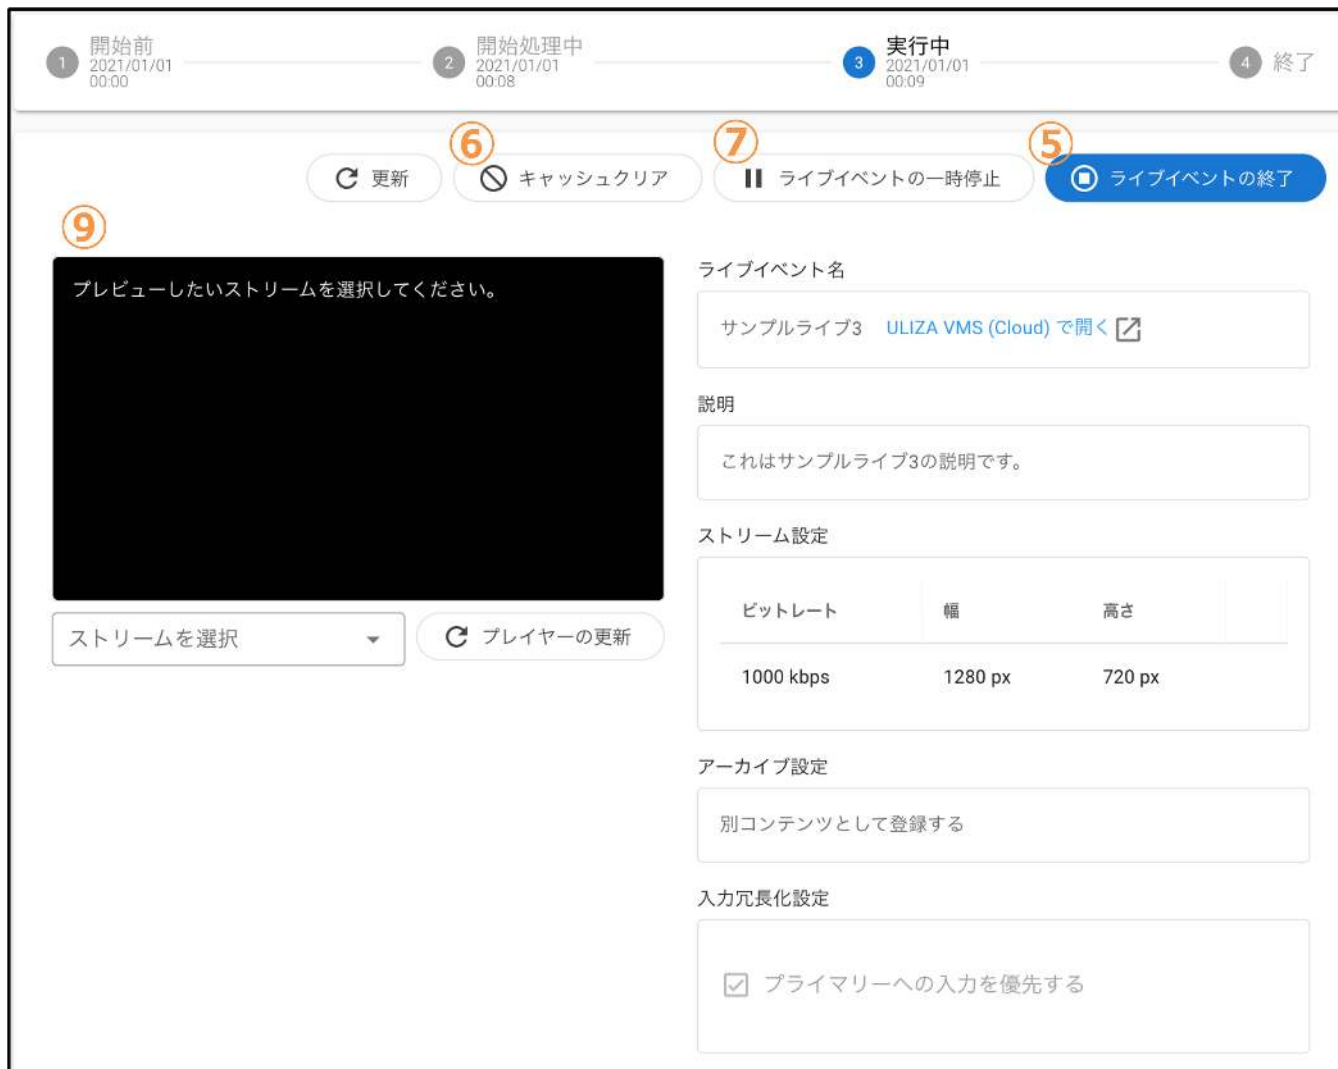 1 開始前 2 開始処理中 3 実行中 4 終了
2021/01/01 2021/01/01 2021/01/01
00:00 00:08 00:09
⑥ ⑦ ⑤
更新 キャッシュクリア ライブイベントの一時停止 ライブイベントの終了
⑨
プレビューしたいストリームを選択してください。
ストリームを選択 プレイヤーの更新
ライブイベント名
サンプルライブ3 ULIZA VMS (Cloud) で開く
説明
これはサンプルライブ3の説明です。
ストリーム設定
ビットレート 幅 高さ
1000 kbps 1280 px 720 px
アーカイブ設定
別コンテンツとして登録する
入力冗長化設定
プライマリーへの入力を優先する